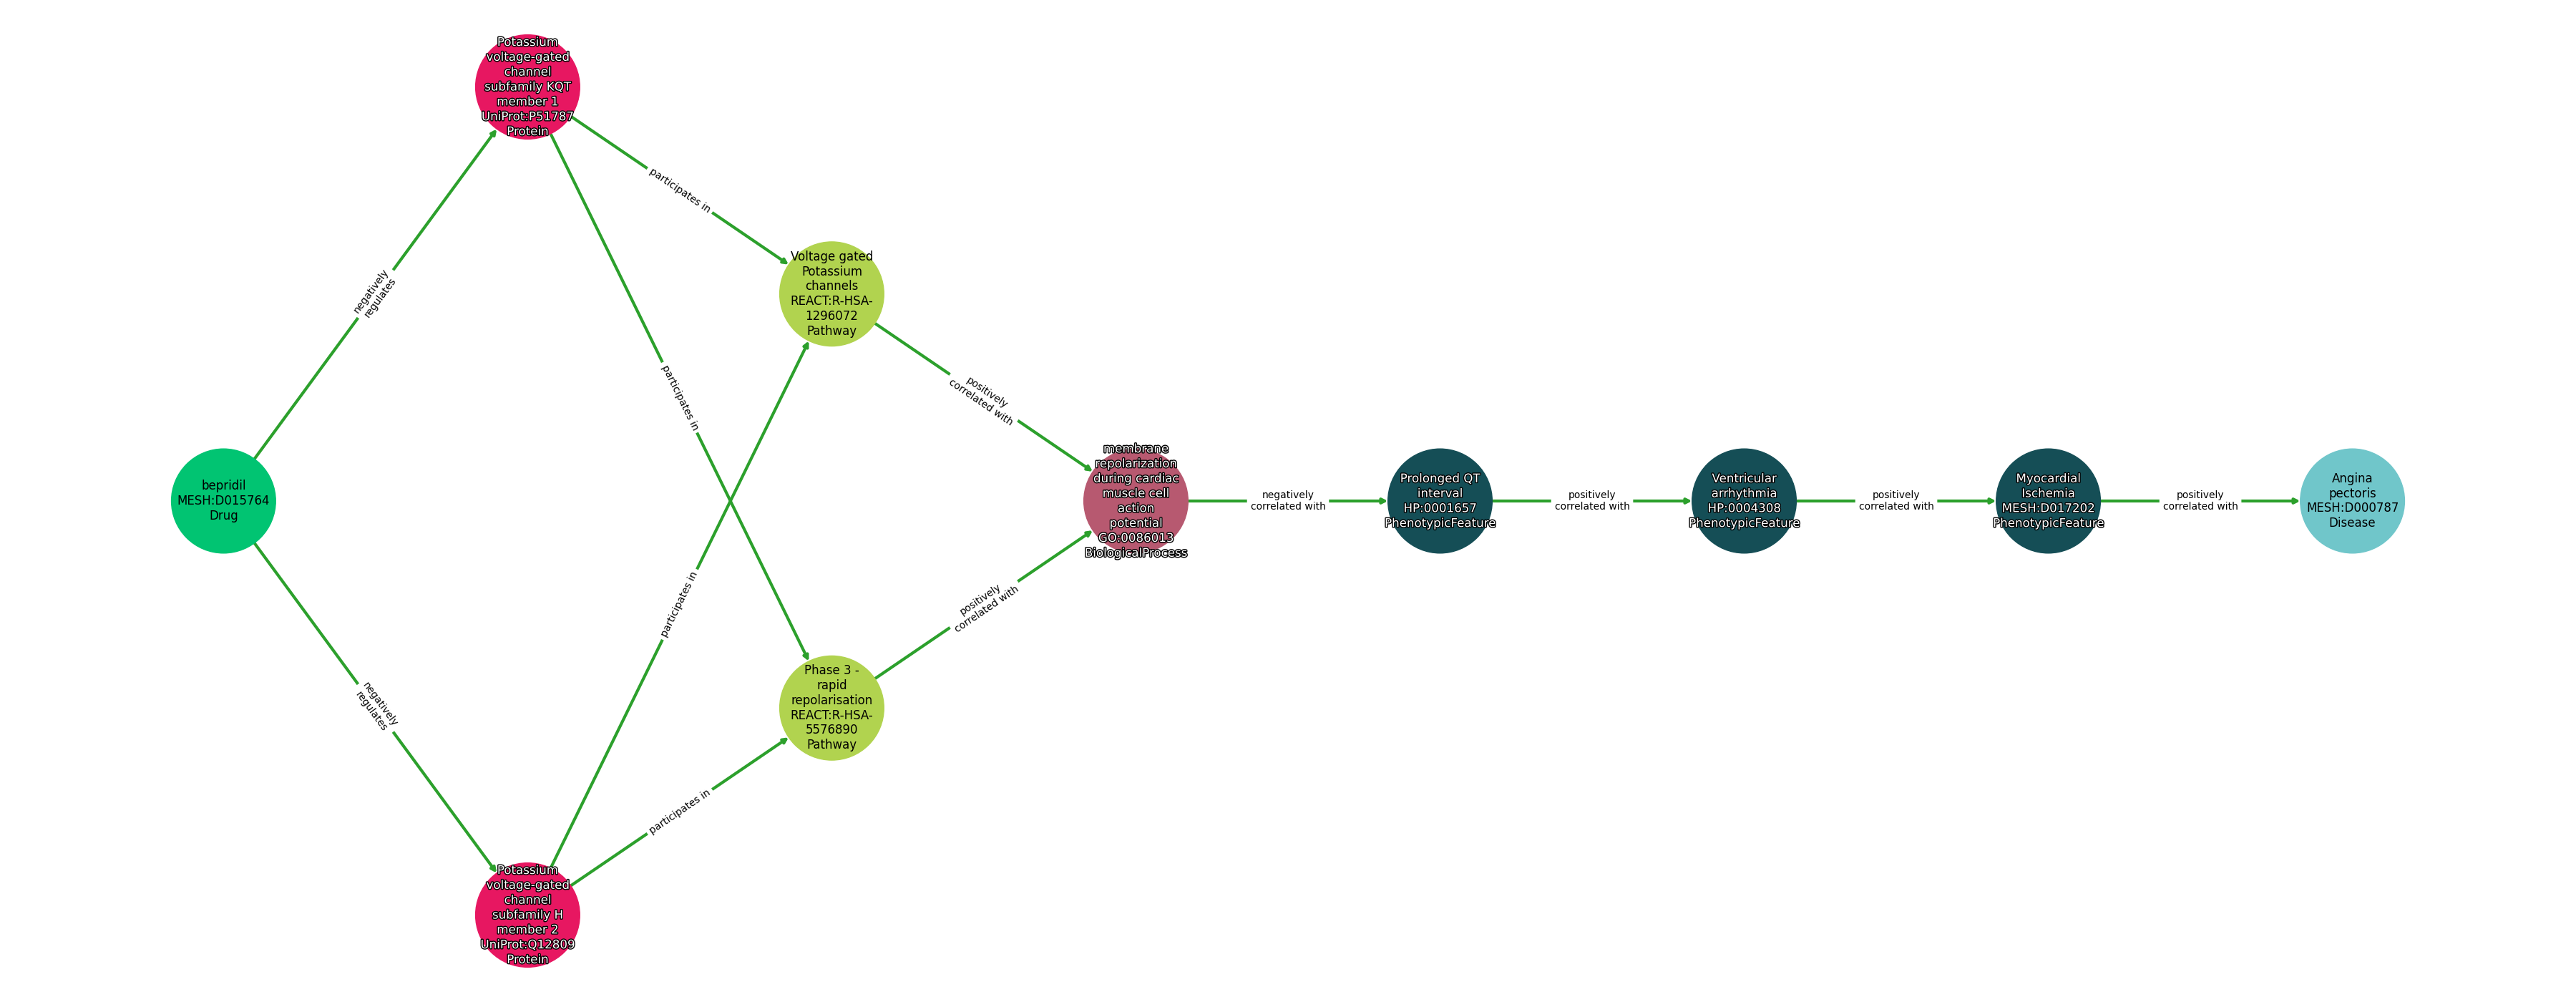 Potassium
voltage-gated
channel
subfamily KQT
member 1
UniProt:P51787
Protein
participates in
Voltage gated
Potassium
channels
REACT:R-HSA-
1296072
Pathway
negatively
regulates
participates in
positively
correlated with
bepridil
MESH:D015764
Drug
membrane
repolarization
during cardiac
muscle cell
action
potential
GO:0086013
BiologicalProcess
negatively
correlated with
Prolonged QT
interval
HP:0001657
PhenotypicFeature
positively
correlated with
Ventricular
arrhythmia
HP:0004308
PhenotypicFeature
positively
correlated with
Myocardial
Ischemia
MESH:D017202
PhenotypicFeature
positively
correlated with
Angina
pectoris
MESH:D000787
Disease
participates in
positively
correlated with
negatively
regulates
Phase 3 -
rapid
repolarisation
REACT:R-HSA-
5576890
Pathway
participates in
Potassium
voltage-gated
channel
subfamily H
member 2
UniProt:Q12809
Protein